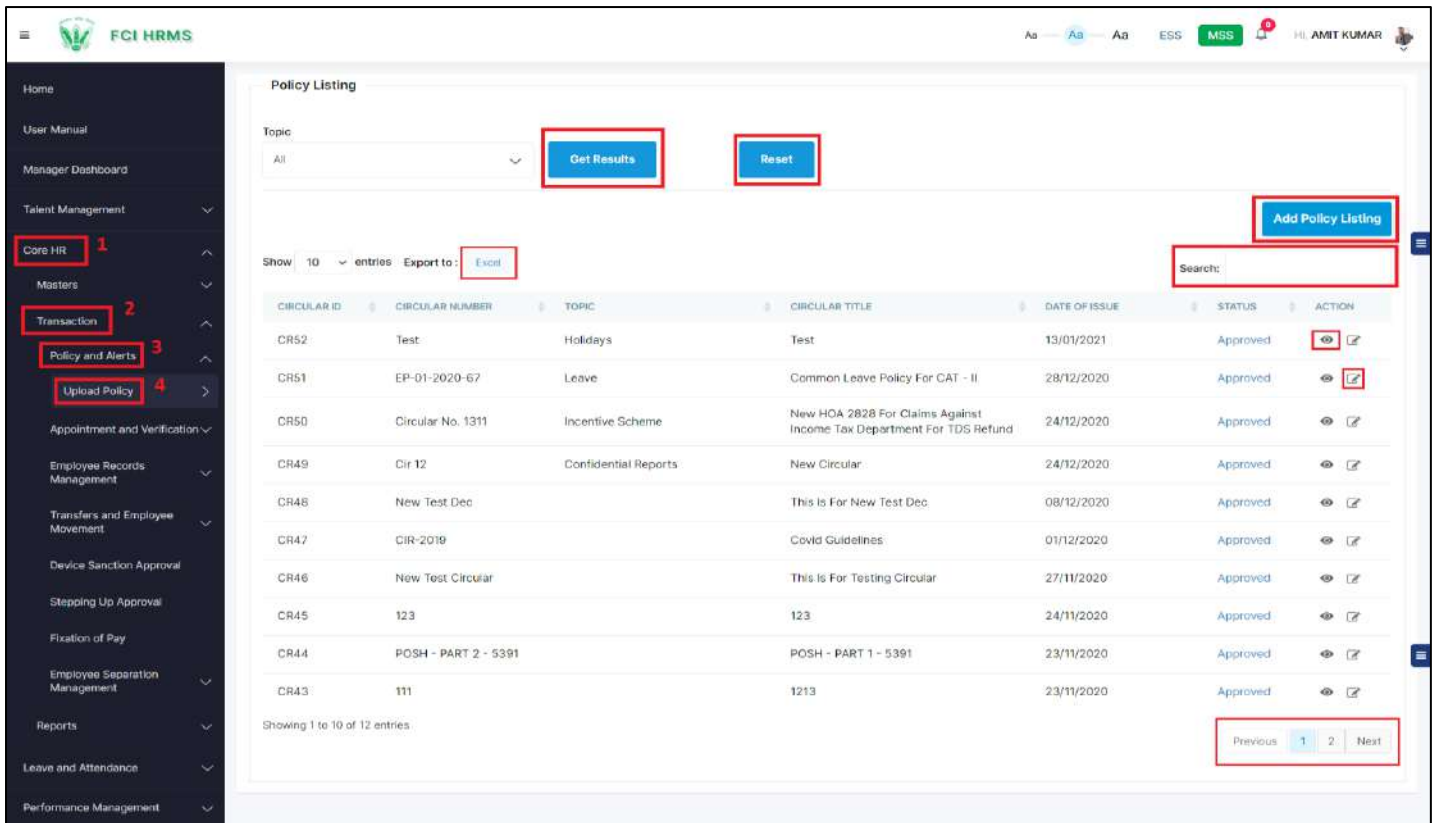 FCI HRMS
Aa Aa Aa ESS MSS 0 Hi, AMIT KUMAR
Home
User Manual
Manager Dashboard
Talent Management
Core HR 1
Masters
Transaction 2
Policy and Alerts 3
Upload Policy 4
Appointment and Verification
Employee Records
Management
Transfers and Employee
Movement
Device Sanction Approval
Stepping Up Approval
Fixation of Pay
Employee Separation
Management
Reports
Leave and Attendance
Performance Management
Policy Listing
Topic
All Get Results Reset
Add Policy Listing
Show 10 entries Export to : Excel Search:
CIRCULAR ID CIRCULAR NUMBER TOPIC CIRCULAR TITLE DATE OF ISSUE STATUS ACTION
CR52 Test Holidays Test 13/01/2021 Approved
CR51 EP-01-2020-67 Leave Common Leave Policy For CAT - II 28/12/2020 Approved
CR50 Circular No. 1311 Incentive Scheme New HOA 2828 For Claims Against
Income Tax Department For TDS Refund 24/12/2020 Approved
CR49 Cir 12 Confidential Reports New Circular 24/12/2020 Approved
CR48 New Test Dec This Is For New Test Dec 08/12/2020 Approved
CR47 CIR-2019 Covid Guidelines 01/12/2020 Approved
CR46 New Test Circular This Is For Testing Circular 27/11/2020 Approved
CR45 123 123 24/11/2020 Approved
CR44 POSH - PART 2 - 5391 POSH - PART 1 - 5391 23/11/2020 Approved
CR43 111 1213 23/11/2020 Approved
Showing 1 to 10 of 12 entries
Previous 1 2 Next